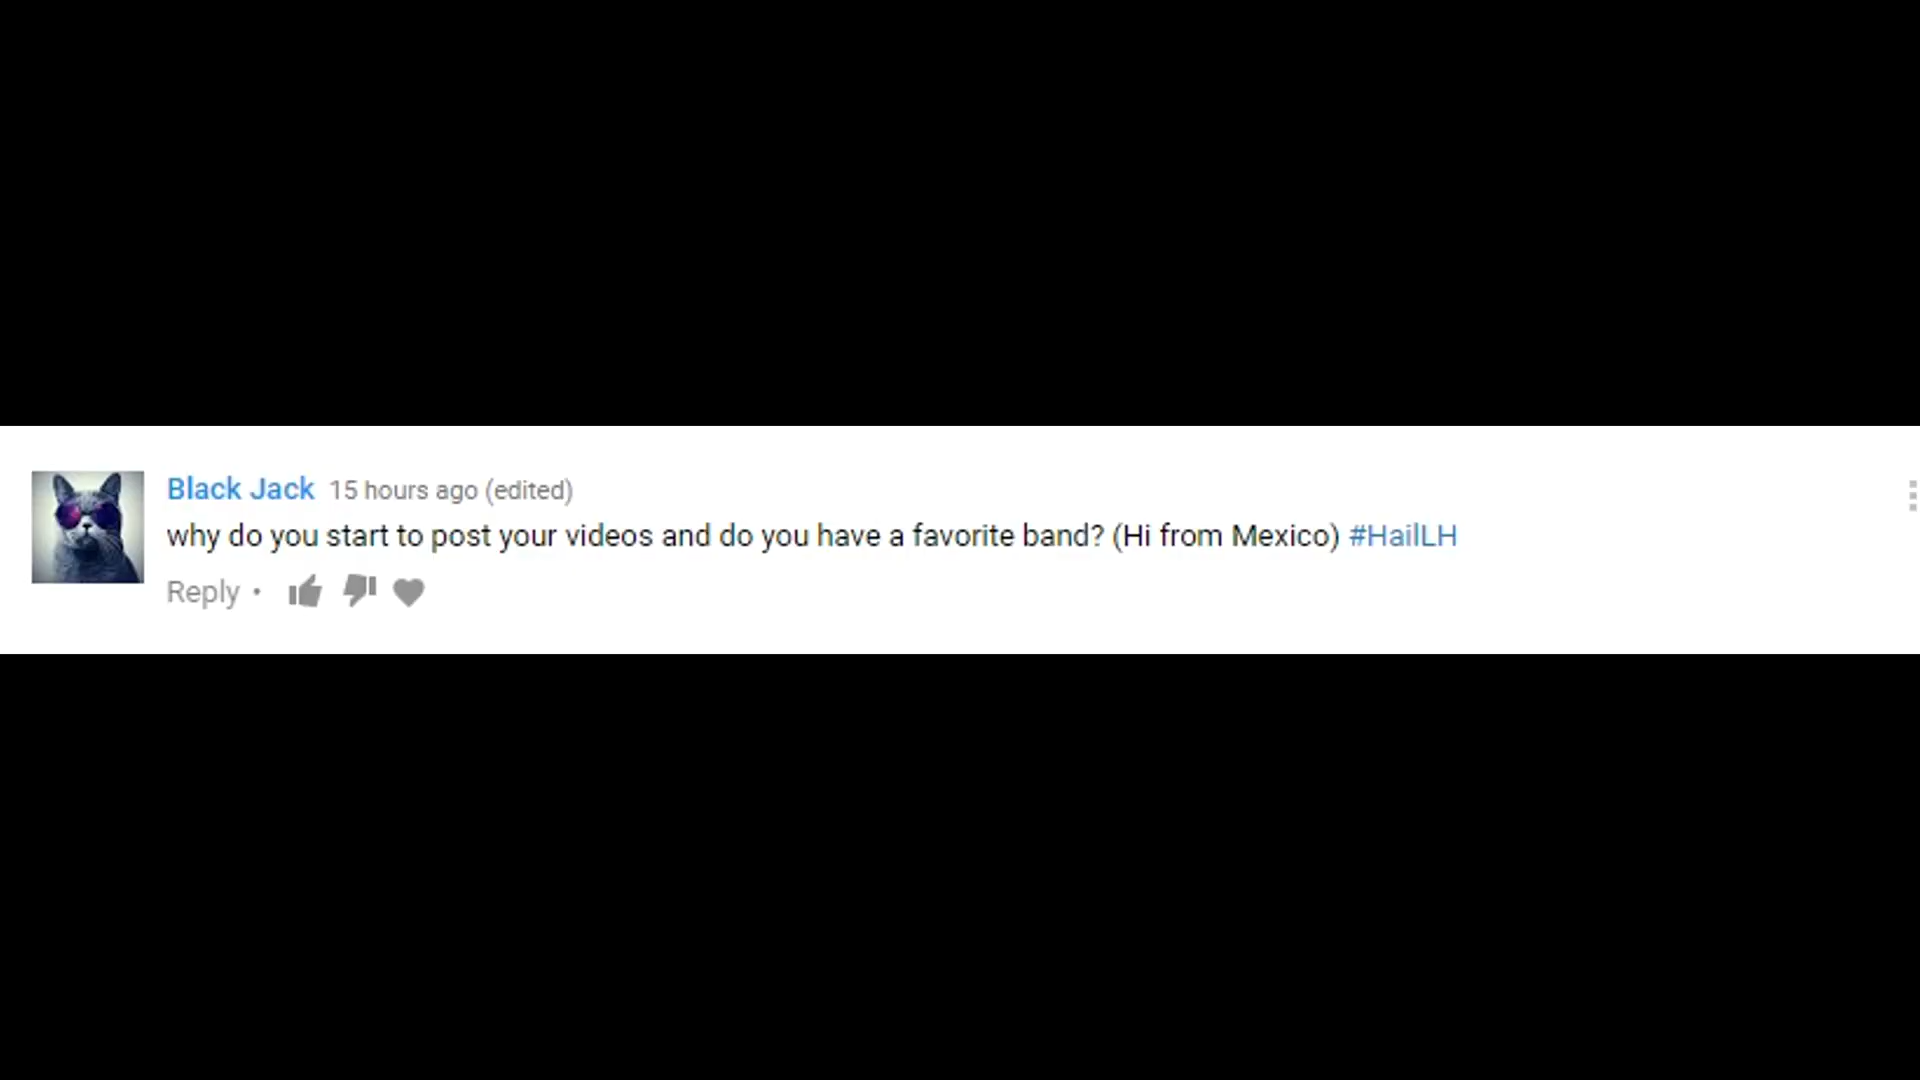 Black Jack 15 hours ago (edited)
why do you start to post your videos and do you have a favorite band? (Hi from Mexico) #HailLH
Reply •